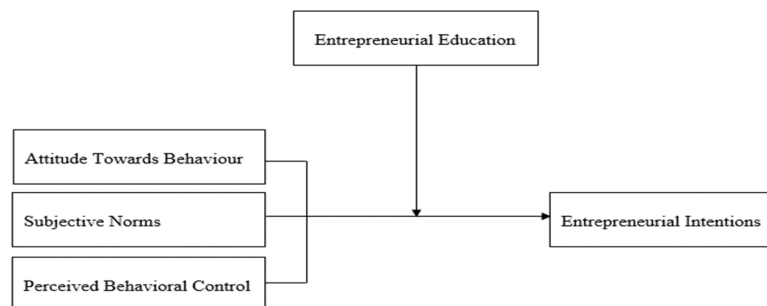 Entrepreneurial Education
Attitude Towards Behaviour
Subjective Norms
Entrepreneurial Intentions
Perceived Behavioral Control